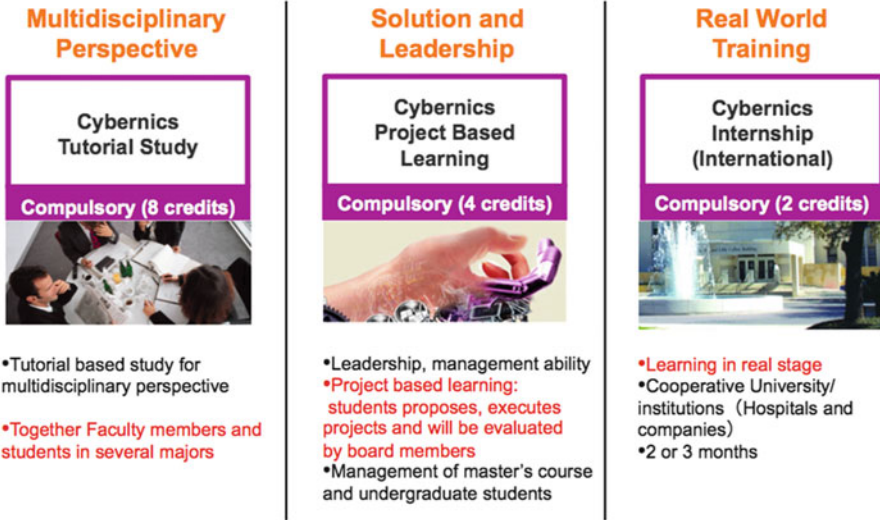 Multidisciplinary
Perspective
Cybernics
Tutorial Study
Compulsory (8 credits)
•Tutorial based study for
multidisciplinary perspective
•Together Faculty members and
students in several majors
Solution and
Leadership
Cybernics
Project Based
Learning
Compulsory (4 credits)
•Leadership, management ability
•Project based learning:
students proposes, executes
projects and will be evaluated
by board members
•Management of master's course
and undergraduate students
Real World
Training
Cybernics
Internship
(International)
Compulsory (2 credits)
•Learning in real stage
•Cooperative University/
institutions（Hospitals and
companies）
•2 or 3 months